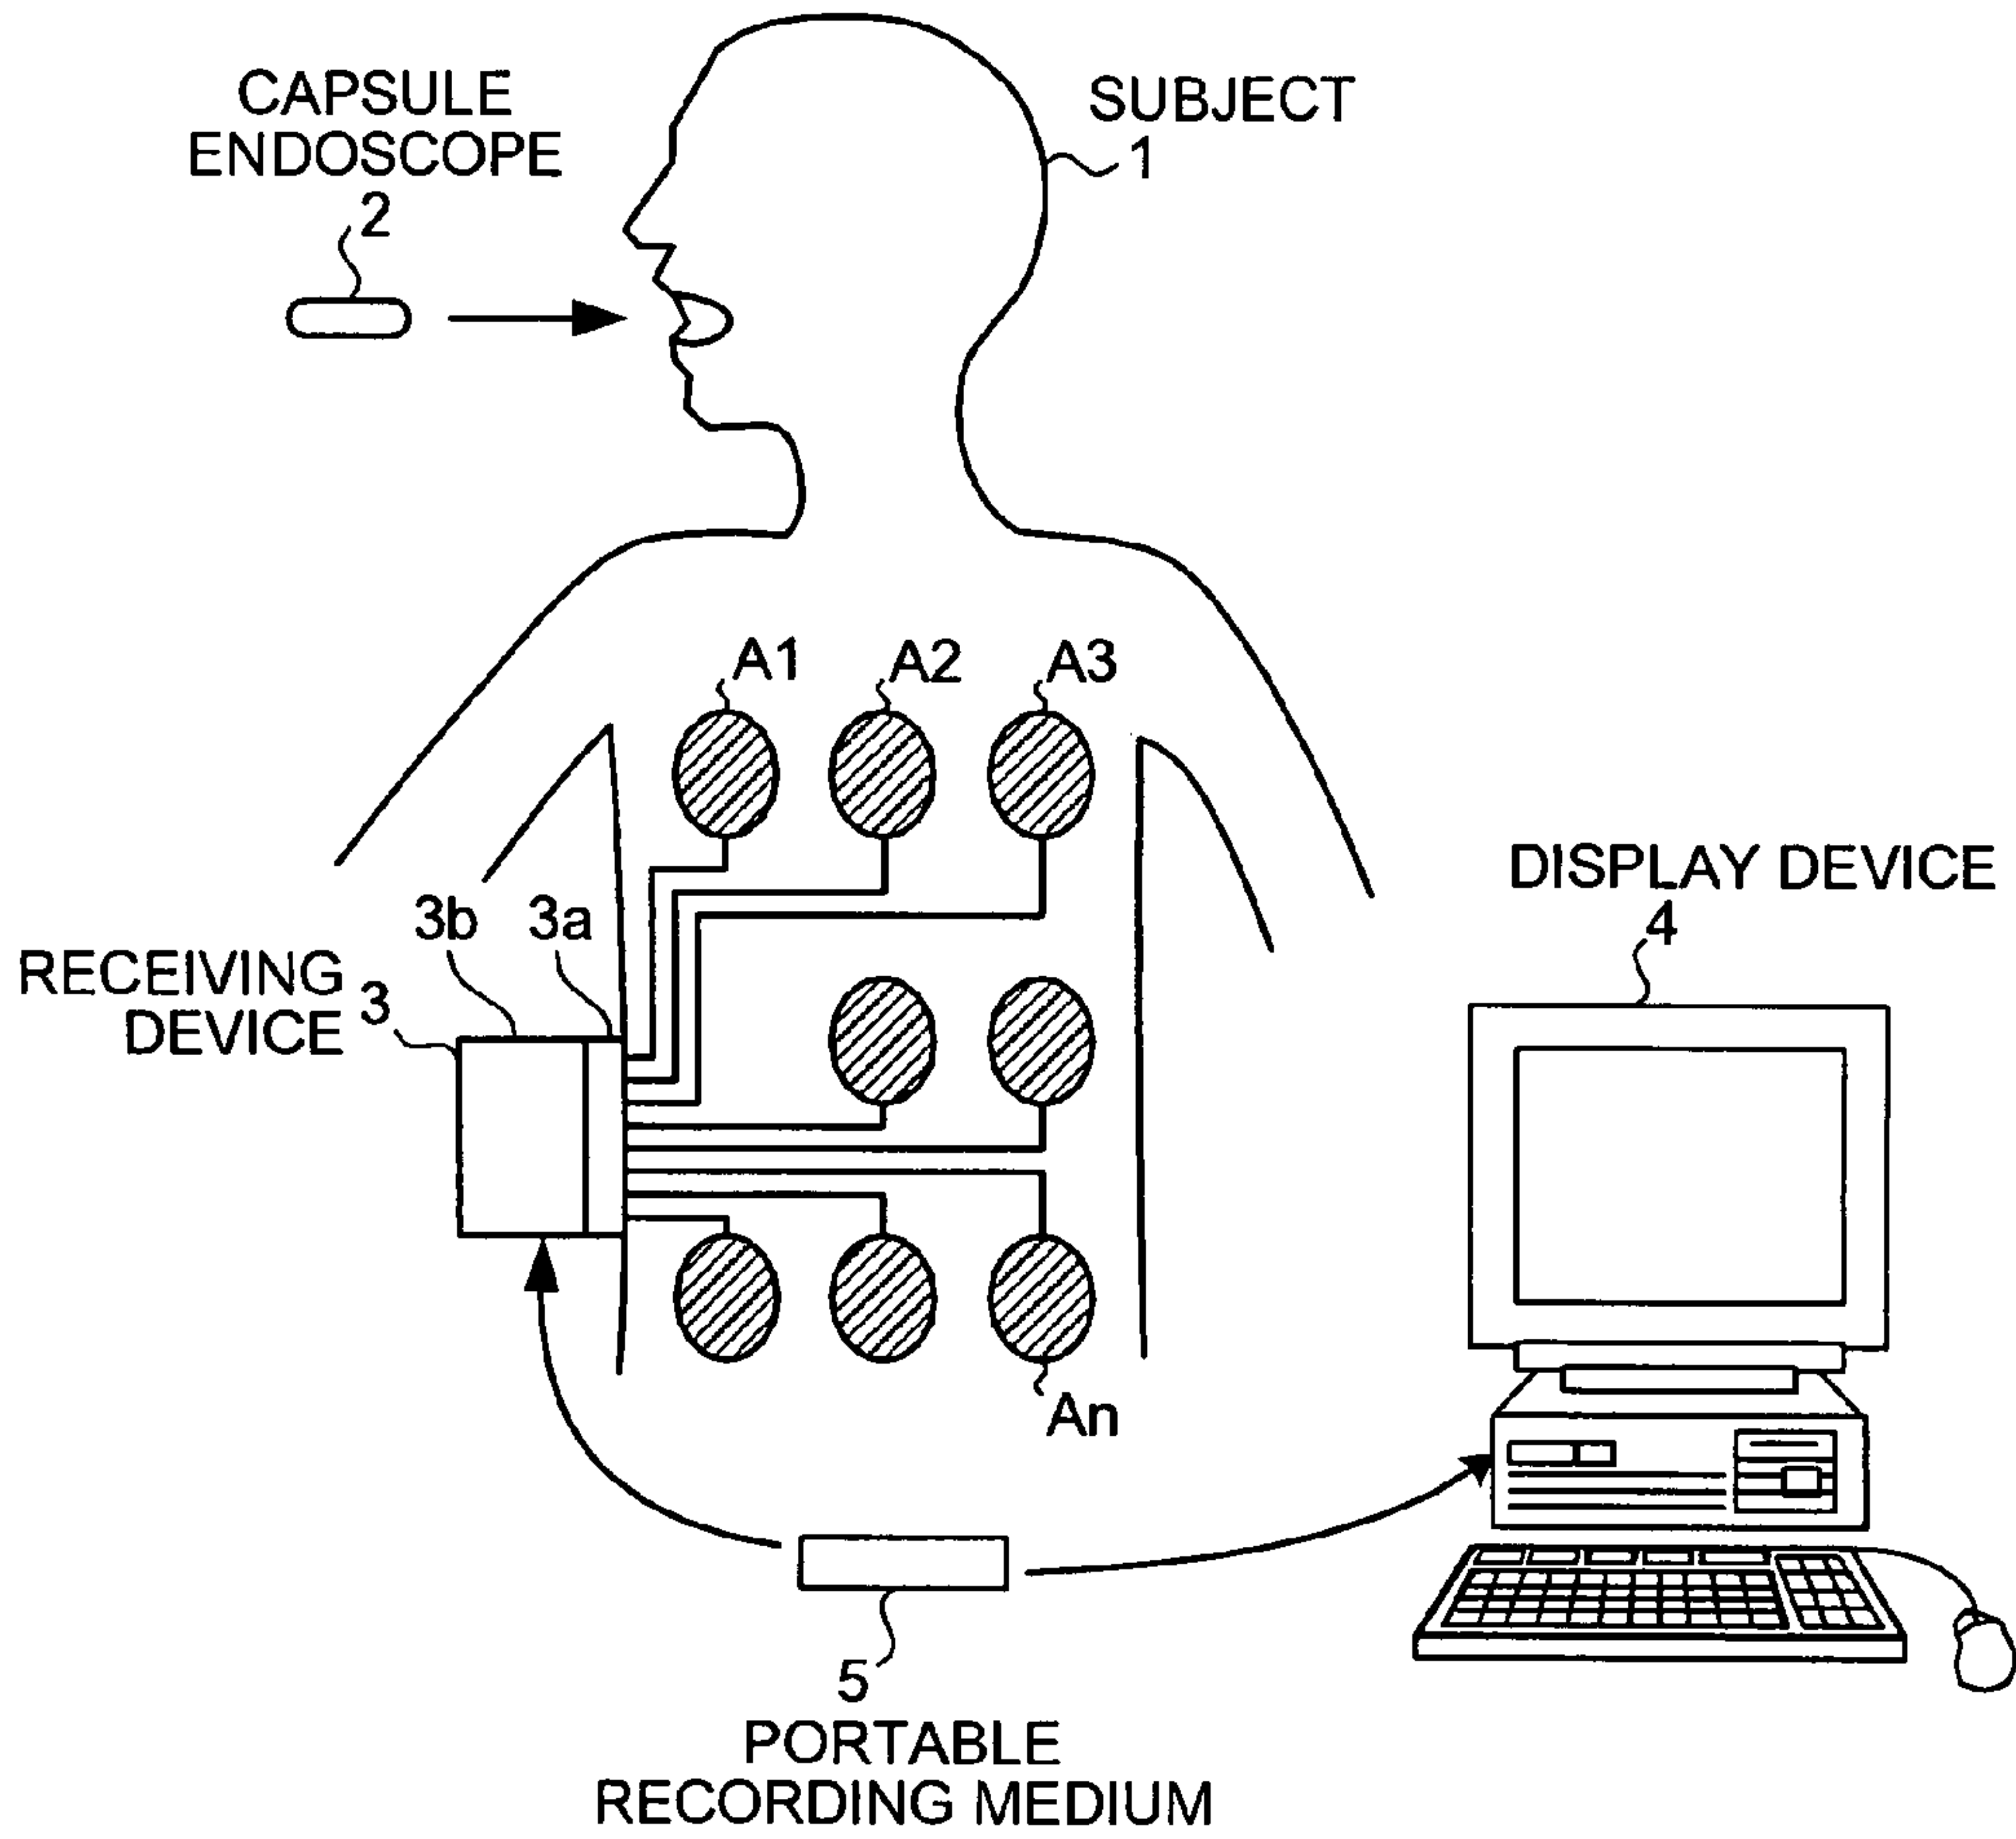 CAPSULE
ENDOSCOPE
2
SUBJECT
1
A1
A2
A3
3b
3a
RECEIVING
DEVICE
3
DISPLAY DEVICE
4
An
5
PORTABLE
RECORDING MEDIUM